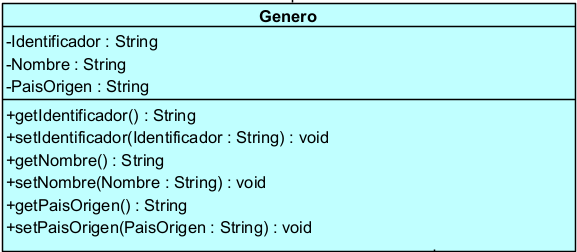 Genero
-Identificador : String
-Nombre : String
-PaisOrigen : String
+getIdentificador() : String
+setIdentificador(Identificador : String) : void
+getNombre() : String
+setNombre(Nombre : String) : void
+getPaisOrigen() : String
+setPaisOrigen(PaisOrigen : String) : void